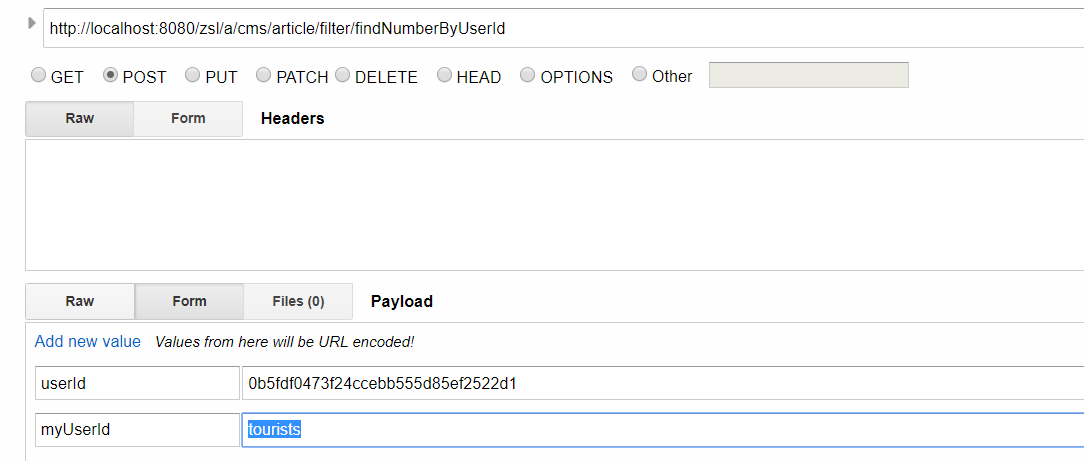 http://localhost:8080/zsl/a/cms/article/filter/findNumberByUserId
GET POST PUT PATCH DELETE HEAD OPTIONS Other
Raw Form Headers
Raw Form Files (0) Payload
Add new value Values from here will be URL encoded!
userId 0b5fdf0473f24ccebb555d85ef2522d1
myUserId tourists